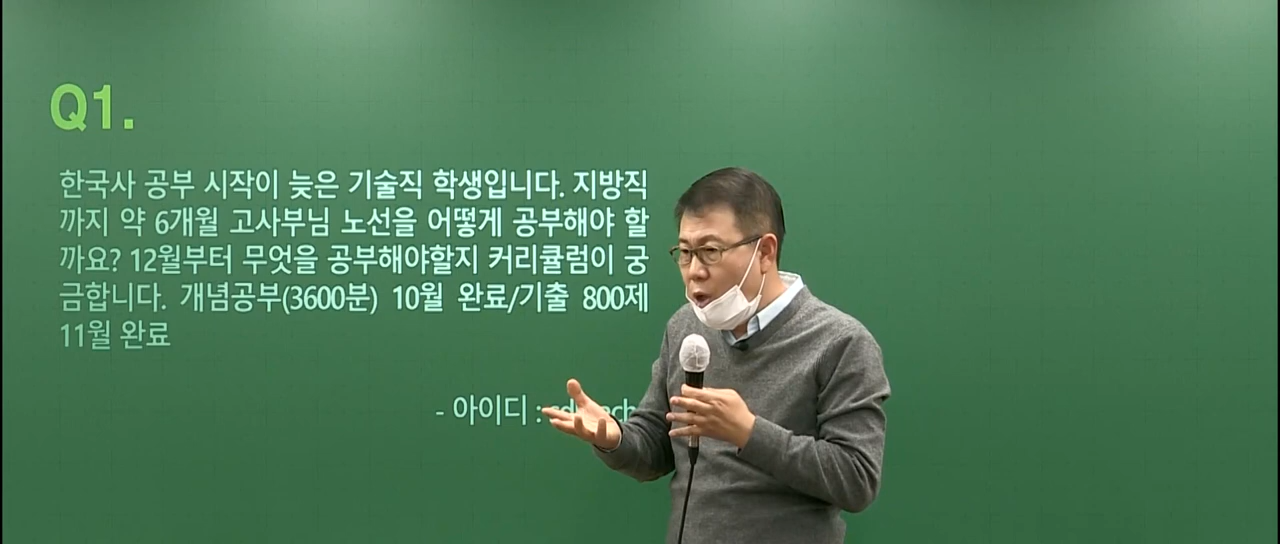 Q1.
한국사 공부 시작이 늦은 기술직 학생입니다. 지방직
까지 약 6개월 고사부님 노선을 어떻게 공부해야 할
까요? 12월부터 무엇을 공부해야할지 커리큘럼이 궁
금합니다. 개념공부(3600분) 10월 완료/기출 800제
11월 완료
- 아이디 :